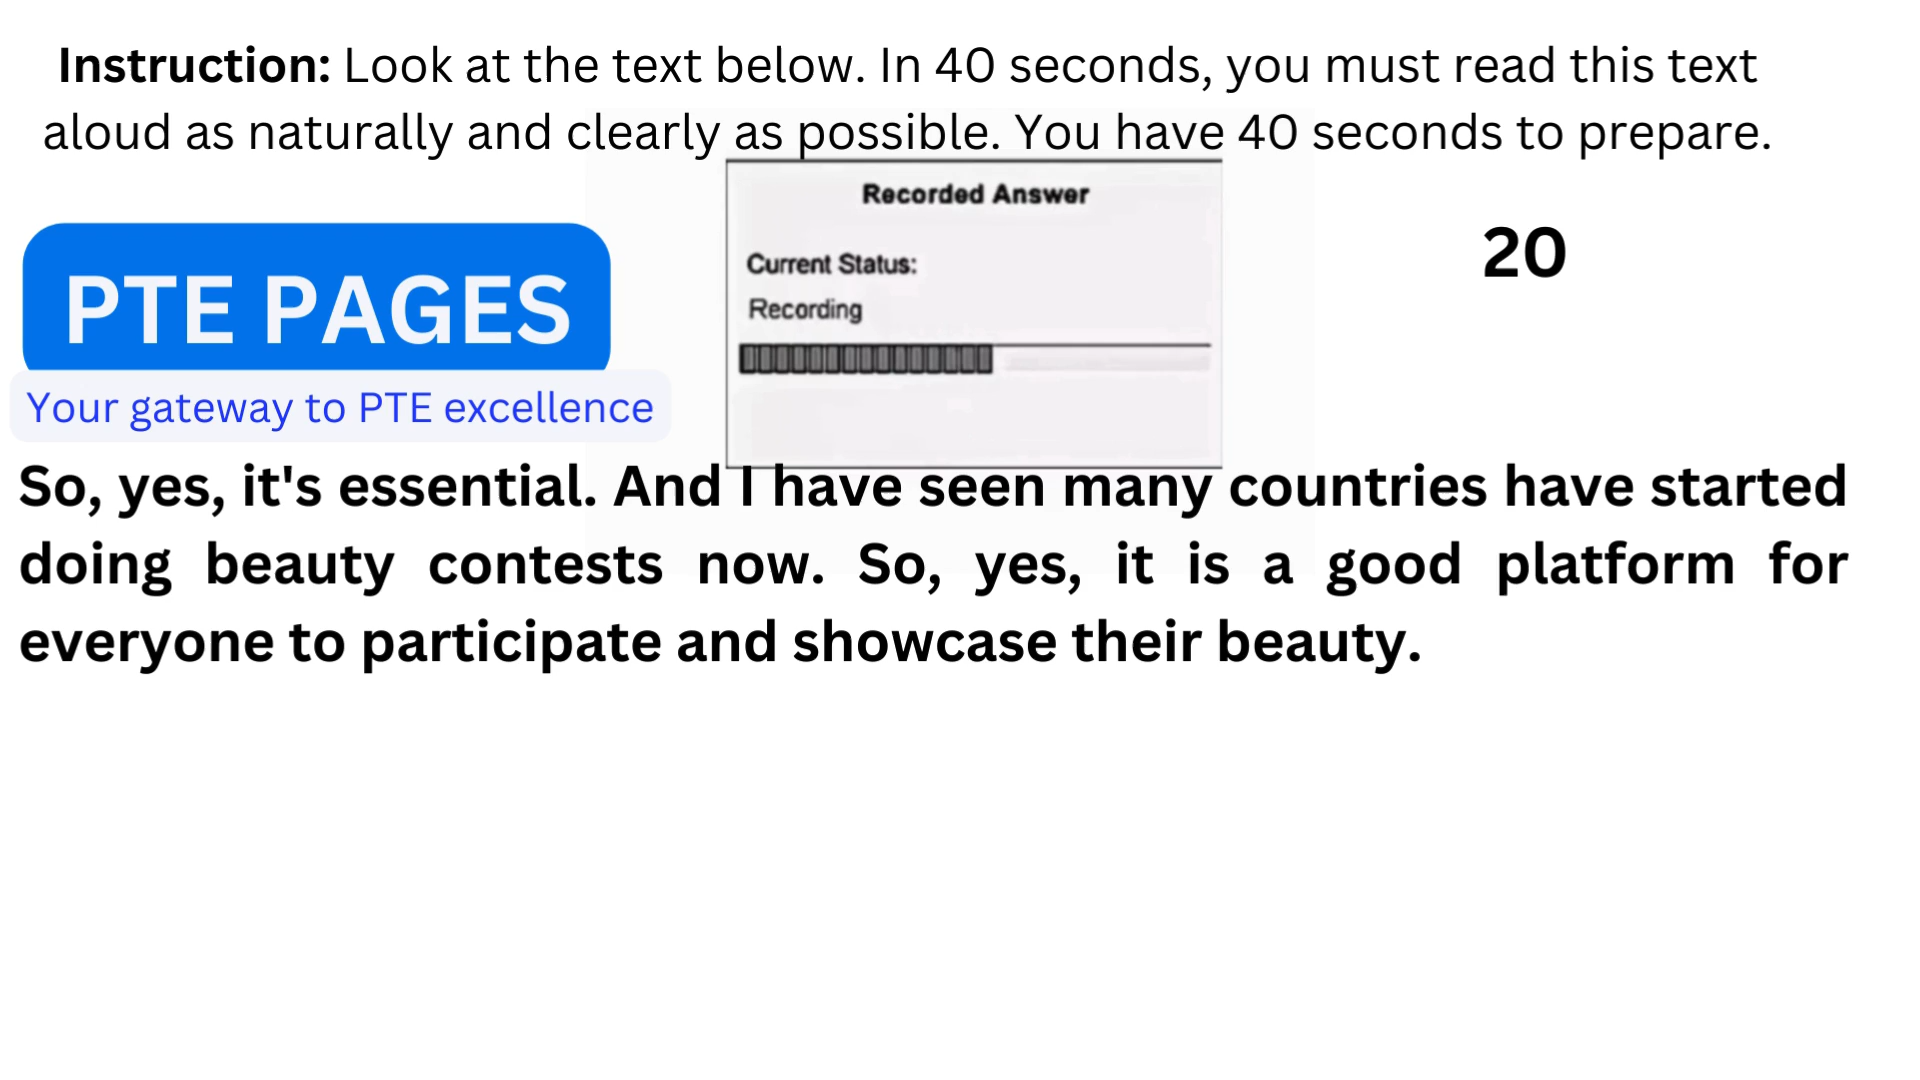 Instruction: Look at the text below. In 40 seconds, you must read this text
aloud as naturally and clearly as possible. You have 40 seconds to prepare.
Recorded Answer
20
Current Status:
PTE PAGES
Recording
Your gateway to PTE excellence
So, yes, it's essential. And I have seen many countries have started
doing beauty contests now. So, yes, it is a good platform for
everyone to participate and showcase their beauty.